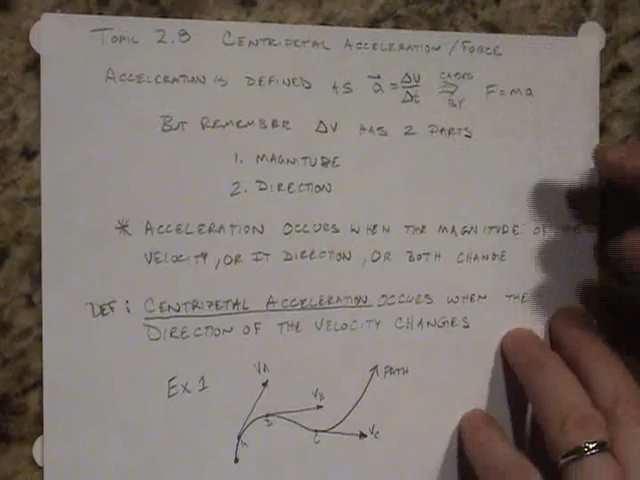 TOPIC 2.8 CENTRIPETAL ACCELERATION / FORCE
ACCELERATION IS DEFINED AS a = ΔV/Δt CAUSED BY ⇒ F = ma
BUT REMEMBER ΔV HAS 2 PARTS
1. MAGNITUDE
2. DIRECTION
* ACCELERATION OCCURS WHEN THE MAGNITUDE OF THE
VELOCITY, OR IT DIRECTION, OR BOTH CHANGE
DEF: CENTRIPETAL ACCELERATION OCCURS WHEN THE
DIRECTION OF THE VELOCITY CHANGES
EX 1
VA
VB
PATH
A
B
C
VC